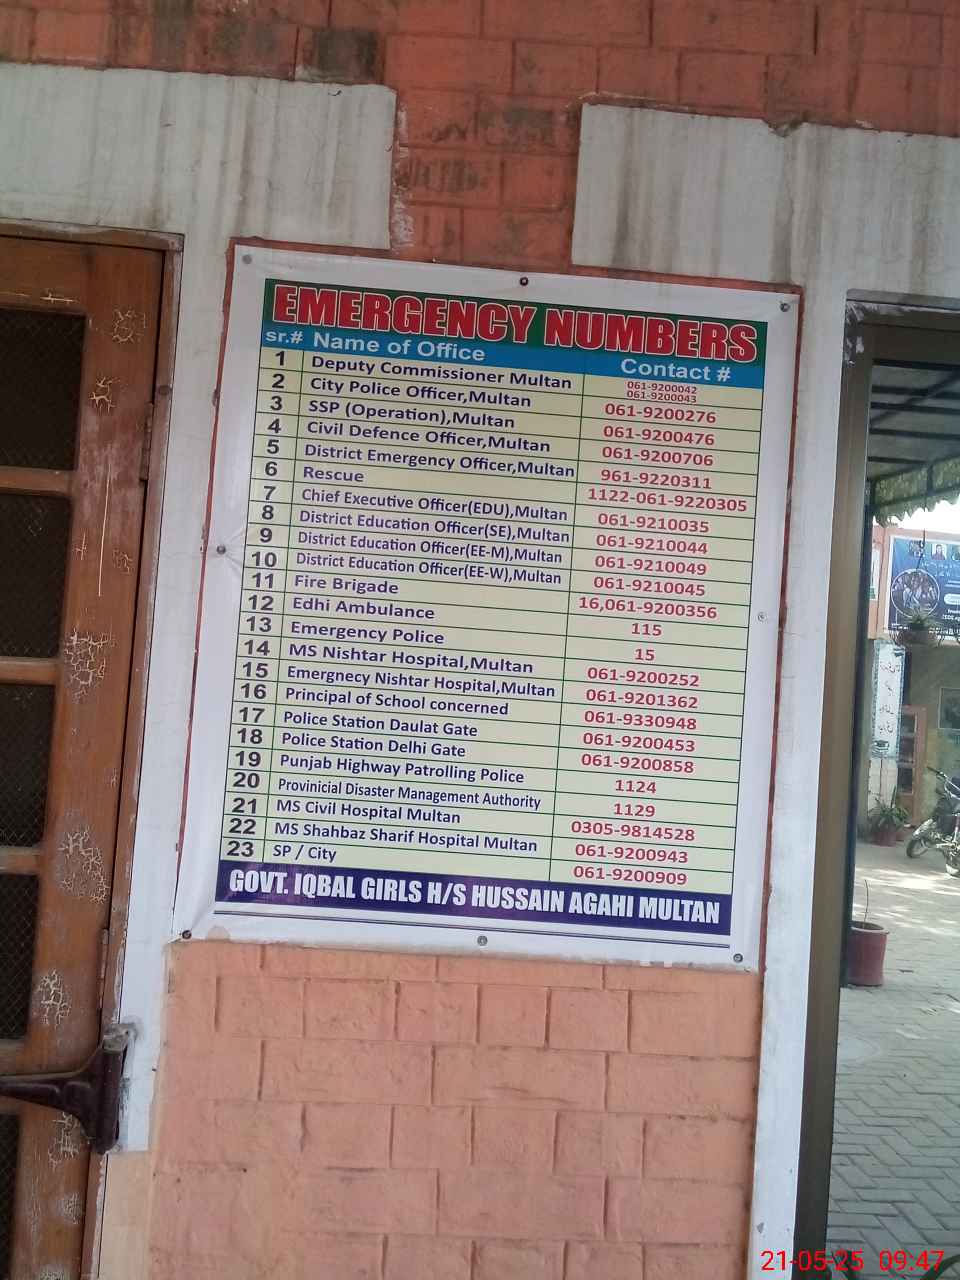 EMERGENCY NUMBERS
sr.# Name of Office Contact #
1 Deputy Commissioner Multan 061-9200042
061-9200043
2 City Police Officer,Multan 061-9200276
3 SSP (Operation),Multan 061-9200476
4 Civil Defence Officer,Multan 061-9200706
5 District Emergency Officer,Multan 961-9220311
6 Rescue 1122-061-9220305
7 Chief Executive Officer(EDU),Multan 061-9210035
8 District Education Officer(SE),Multan 061-9210044
9 District Education Officer(EE-M),Multan 061-9210049
10 District Education Officer(EE-W),Multan 061-9210045
11 Fire Brigade 16,061-9200356
12 Edhi Ambulance 115
13 Emergency Police 15
14 MS Nishtar Hospital,Multan 061-9200252
15 Emergnecy Nishtar Hospital,Multan 061-9201362
16 Principal of School concerned 061-9330948
17 Police Station Daulat Gate 061-9200453
18 Police Station Delhi Gate 061-9200858
19 Punjab Highway Patrolling Police 1124
20 Provinicial Disaster Management Authority 1129
21 MS Civil Hospital Multan 0305-9814528
22 MS Shahbaz Sharif Hospital Multan 061-9200943
23 SP / City 061-9200909
GOVT. IQBAL GIRLS H/S HUSSAIN AGAHI MULTAN
21-05-25 09:47